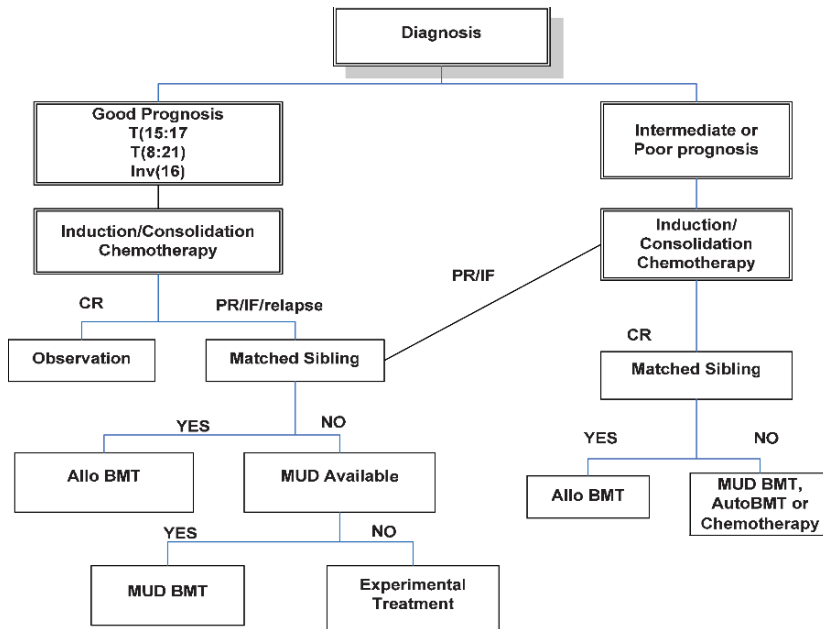 Diagnosis
Good Prognosis
T(15:17
T(8:21)
Inv(16)
Intermediate or
Poor prognosis
Induction/Consolidation
Chemotherapy
Induction/
Consolidation
Chemotherapy
PR/IF
CR
PR/IF/relapse
CR
Observation
Matched Sibling
Matched Sibling
YES
NO
YES
NO
Allo BMT
MUD Available
Allo BMT
MUD BMT,
AutoBMT or
Chemotherapy
YES
NO
MUD BMT
Experimental
Treatment